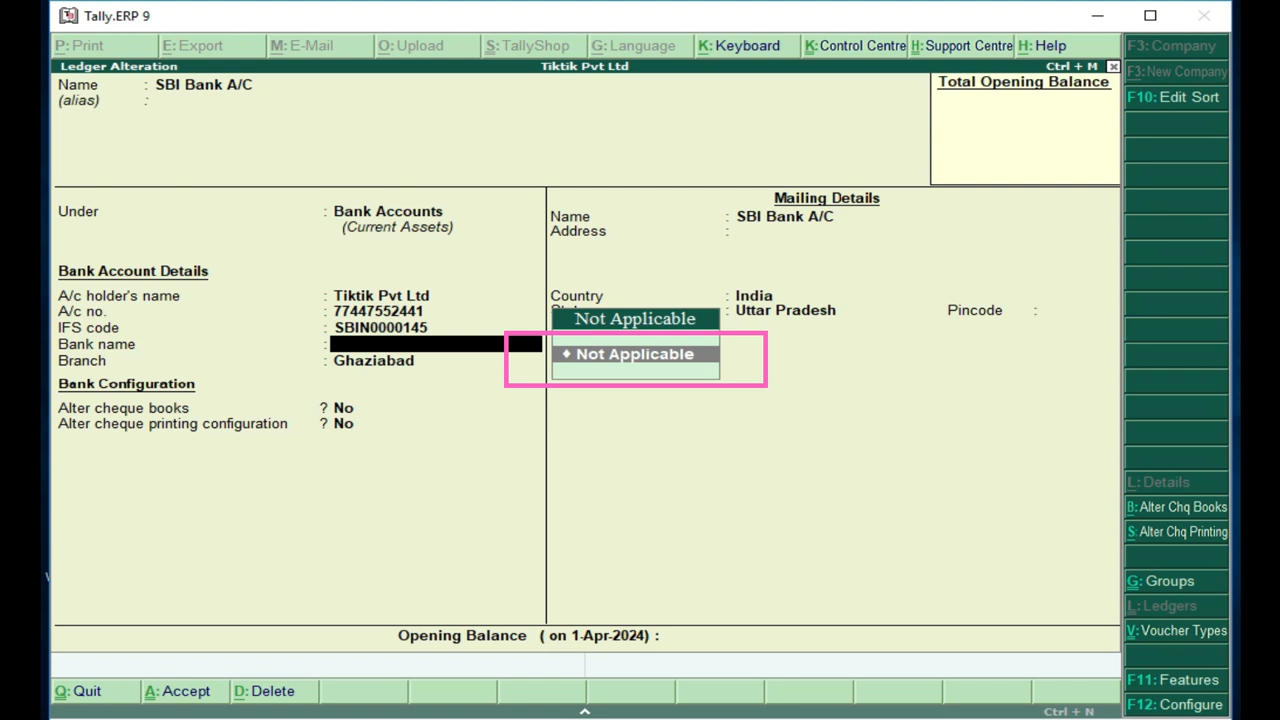 Tally.ERP 9
P: Print E: Export M: E-Mail O: Upload S: TallyShop G: Language K: Keyboard K: Control Centre H: Support Centre H: Help
F3: Company
Ledger Alteration Tiktik Pvt Ltd Ctrl + M
F3: New Company
Name : SBI Bank A/C
(alias) :
Total Opening Balance
F10: Edit Sort
Under : Bank Accounts
(Current Assets)
Mailing Details
Name : SBI Bank A/C
Address :
Bank Account Details
A/c holder's name : Tiktik Pvt Ltd
A/c no. : 77447552441
IFS code : SBIN0000145
Bank name :
Branch : Ghaziabad
Country : India
: Uttar Pradesh Pincode :
Not Applicable
♦ Not Applicable
Bank Configuration
Alter cheque books ? No
Alter cheque printing configuration ? No
L: Details
B: Alter Chq Books
S: Alter Chq Printing
G: Groups
L: Ledgers
V: Voucher Types
Opening Balance ( on 1-Apr-2024) :
F11: Features
F12: Configure
Q: Quit A: Accept D: Delete
Ctrl + N